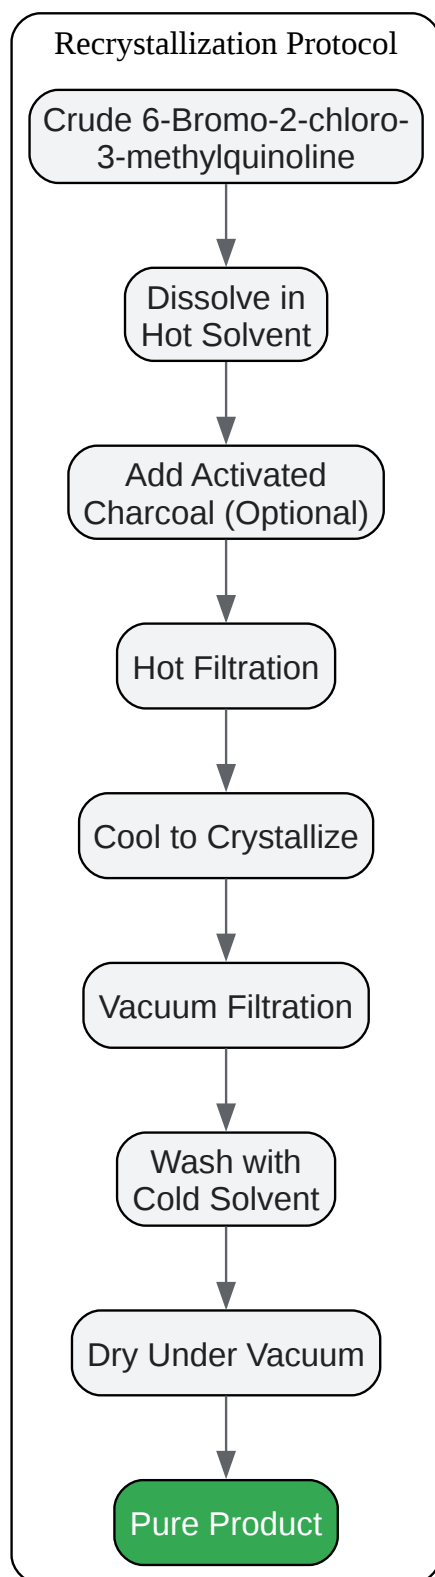 Recrystallization Protocol
Crude 6-Bromo-2-chloro-
3-methylquinoline
Dissolve in
Hot Solvent
Add Activated
Charcoal (Optional)
Hot Filtration
Cool to Crystallize
Vacuum Filtration
Wash with
Cold Solvent
Dry Under Vacuum
Pure Product